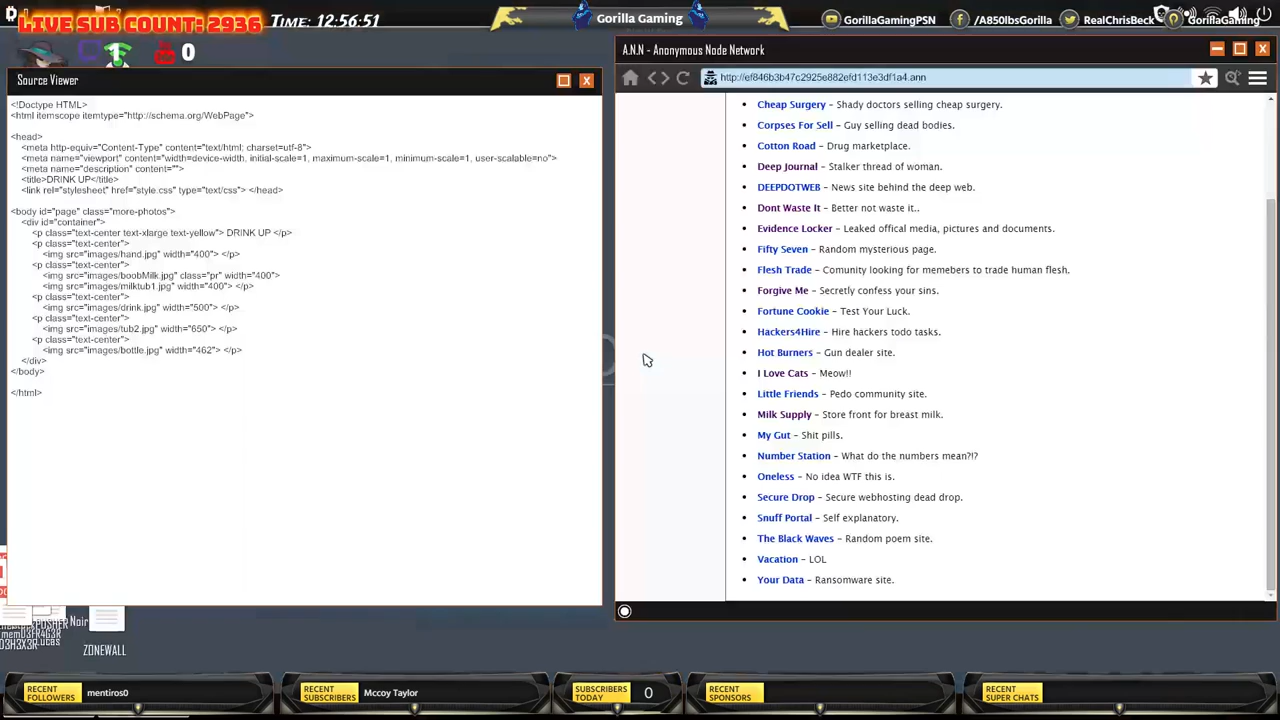 LIVE SUB COUNT: 2936
TIME: 12:56:51
Gorilla Gaming
GorillaGamingPSN
/A850lbsGorilla
RealChrisBeck
GorillaGaming
1
0
Source Viewer
X
<!Doctype HTML>
<html itemscope itemtype="http://schema.org/WebPage">
<head>
<meta http-equiv="Content-Type" content="text/html; charset=utf-8">
<meta name="viewport" content="width=device-width, initial-scale=1, maximum-scale=1, minimum-scale=1, user-scalable=no">
<meta name="description" content="">
<title>DRINK UP</title>
<link rel="stylesheet" href="style.css" type="text/css"> </head>
<body id="page" class="more-photos">
<div id="container">
<p class="text-center text-xlarge text-yellow"> DRINK UP </p>
<p class="text-center">
<img src="images/hand.jpg" width="400"> </p>
<p class="text-center">
<img src="images/boobMilk.jpg" class="pr" width="400">
<img src="images/milktub1.jpg" width="400"> </p>
<p class="text-center">
<img src="images/drink.jpg" width="500"> </p>
<p class="text-center">
<img src="images/tub2.jpg" width="650"> </p>
<p class="text-center">
<img src="images/bottle.jpg" width="462"> </p>
</div>
</body>
</html>
A.N.N - Anonymous Node Network
X
http://ef846b3b47c2925e882efd113e3df1a4.ann
Cheap Surgery - Shady doctors selling cheap surgery.
Corpses For Sell - Guy selling dead bodies.
Cotton Road - Drug marketplace.
Deep Journal - Stalker thread of woman.
DEEPDOTWEB - News site behind the deep web.
Dont Waste It - Better not waste it..
Evidence Locker - Leaked offical media, pictures and documents.
Fifty Seven - Random mysterious page.
Flesh Trade - Comunity looking for memebers to trade human flesh.
Forgive Me - Secretly confess your sins.
Fortune Cookie - Test Your Luck.
Hackers4Hire - Hire hackers todo tasks.
Hot Burners - Gun dealer site.
I Love Cats - Meow!!
Little Friends - Pedo community site.
Milk Supply - Store front for breast milk.
My Gut - Shit pills.
Number Station - What do the numbers mean?!?
Oneless - No idea WTF this is.
Secure Drop - Secure webhosting dead drop.
Snuff Portal - Self explanatory.
The Black Waves - Random poem site.
Vacation - LOL
Your Data - Ransomware site.
Noir
Lucas
ZONEWALL
RECENT FOLLOWERS
mentiros0
RECENT SUBSCRIBERS
Mccoy Taylor
SUBSCRIBERS TODAY
0
RECENT SPONSORS
RECENT SUPER CHATS